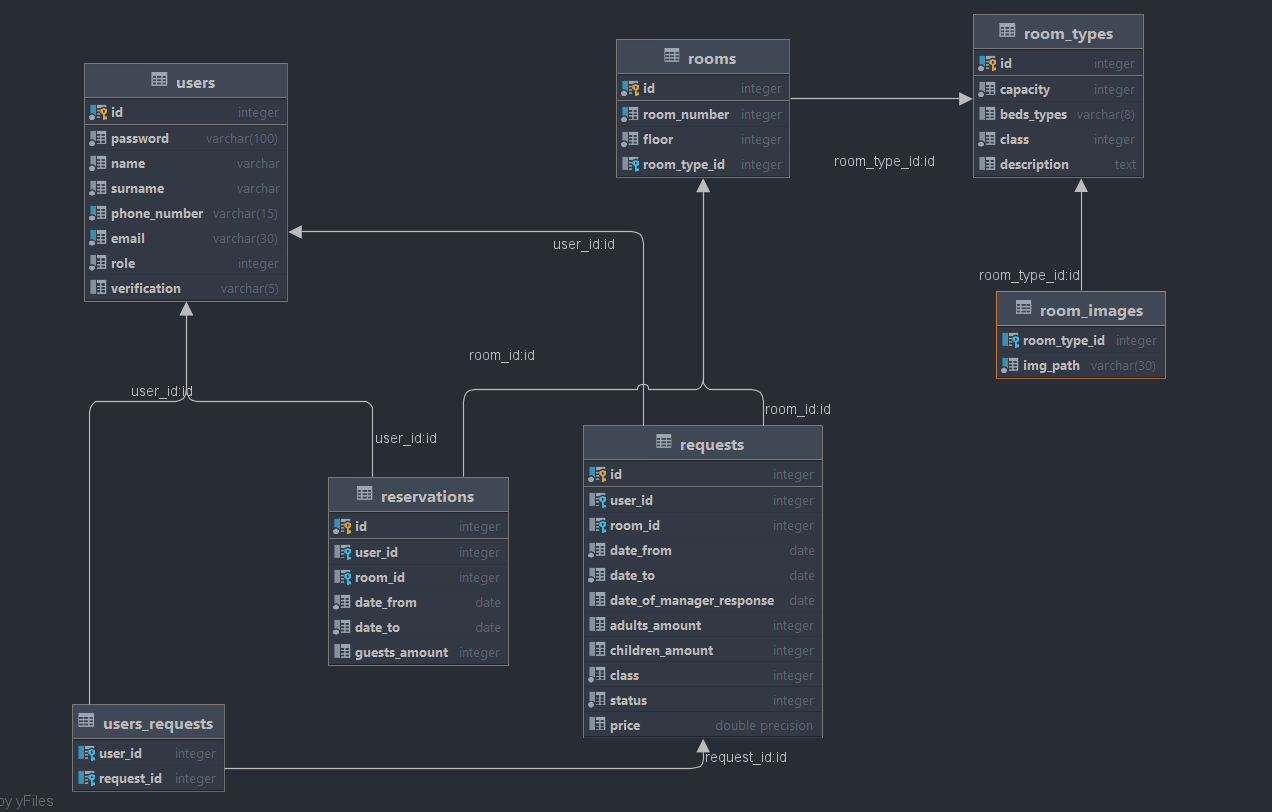 users
id integer
password varchar(100)
name varchar
surname varchar
phone_number varchar(15)
email varchar(30)
role integer
verification varchar(5)
rooms
id integer
room_number integer
floor integer
room_type_id integer
room_types
id integer
capacity integer
beds_types varchar(8)
class integer
description text
room_type_id:id
user_id:id
room_type_id:id
room_images
room_type_id integer
img_path varchar(30)
room_id:id
user_id:id
room_id:id
user_id:id
reservations
id integer
user_id integer
room_id integer
date_from date
date_to date
guests_amount integer
requests
id integer
user_id integer
room_id integer
date_from date
date_to date
date_of_manager_response date
adults_amount integer
children_amount integer
class integer
status integer
price double precision
users_requests
user_id integer
request_id integer
request_id:id
by yFiles